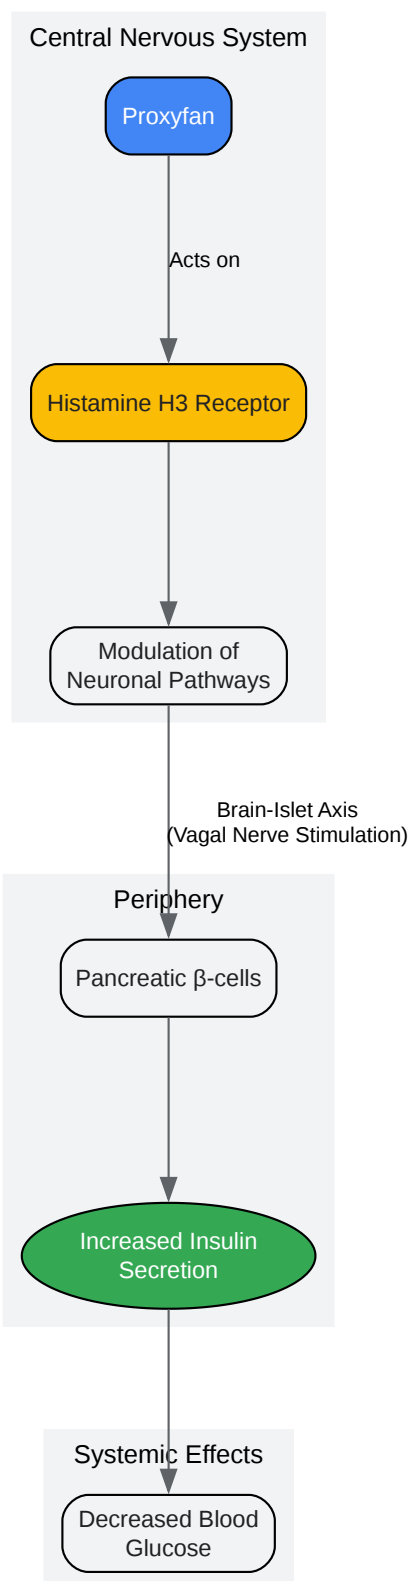 Central Nervous System
Proxyfan
Acts on
Histamine H3 Receptor
Modulation of
Neuronal Pathways
Brain-Islet Axis
(Vagal Nerve Stimulation)
Periphery
Pancreatic β-cells
Increased Insulin
Secretion
Systemic Effects
Decreased Blood
Glucose